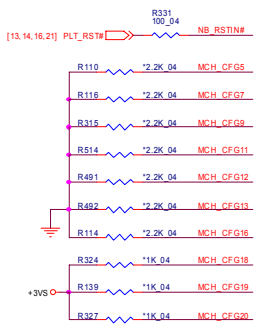 R331
100_04
[13,14,16,21] PLT_RST# NB_RSTIN#
R110 *2.2K_04 MCH_CFG5
R116 *2.2K_04 MCH_CFG7
R315 *2.2K_04 MCH_CFG9
R514 *2.2K_04 MCH_CFG11
R491 *2.2K_04 MCH_CFG12
R492 *2.2K_04 MCH_CFG13
R114 *2.2K_04 MCH_CFG16
R324 *1K_04 MCH_CFG18
+3VS R139 *1K_04 MCH_CFG19
R327 *1K_04 MCH_CFG20